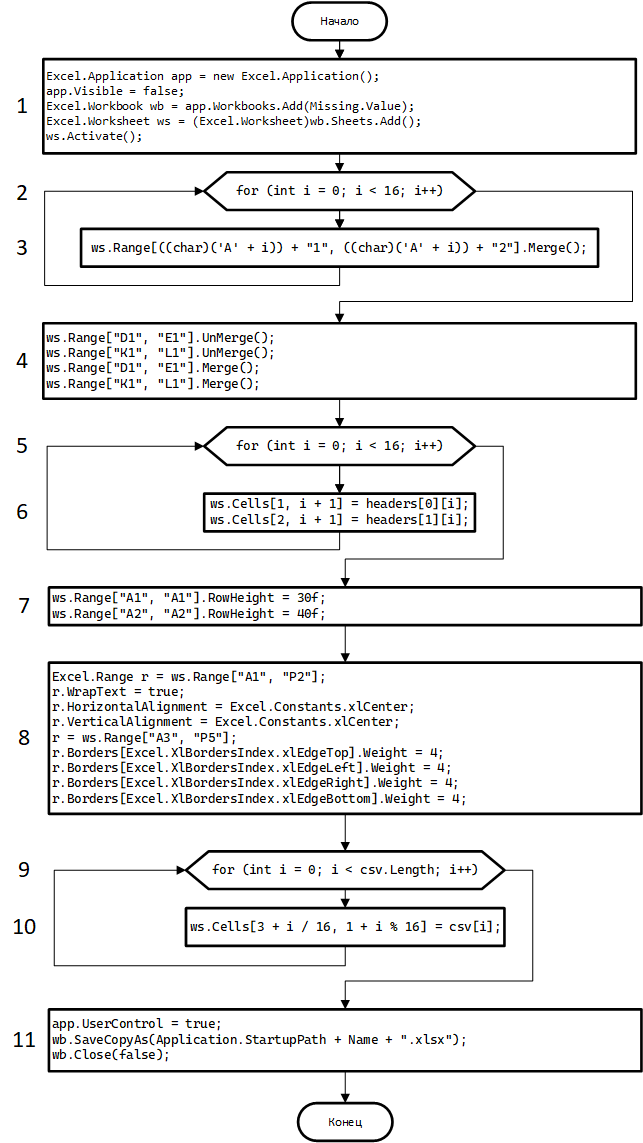 Начало
1
Excel.Application app = new Excel.Application();
app.Visible = false;
Excel.Workbook wb = app.Workbooks.Add(Missing.Value);
Excel.Worksheet ws = (Excel.Worksheet)wb.Sheets.Add();
ws.Activate();
2
for (int i = 0; i < 16; i++)
3
ws.Range[((char)('A' + i)) + "1", ((char)('A' + i)) + "2"].Merge();
4
ws.Range["D1", "E1"].UnMerge();
ws.Range["K1", "L1"].UnMerge();
ws.Range["D1", "E1"].Merge();
ws.Range["K1", "L1"].Merge();
5
for (int i = 0; i < 16; i++)
6
ws.Cells[1, i + 1] = headers[0][i];
ws.Cells[2, i + 1] = headers[1][i];
7
ws.Range["A1", "A1"].RowHeight = 30f;
ws.Range["A2", "A2"].RowHeight = 40f;
8
Excel.Range r = ws.Range["A1", "P2"];
r.WrapText = true;
r.HorizontalAlignment = Excel.Constants.xlCenter;
r.VerticalAlignment = Excel.Constants.xlCenter;
r = ws.Range["A3", "P5"];
r.Borders[Excel.XlBordersIndex.xlEdgeTop].Weight = 4;
r.Borders[Excel.XlBordersIndex.xlEdgeLeft].Weight = 4;
r.Borders[Excel.XlBordersIndex.xlEdgeRight].Weight = 4;
r.Borders[Excel.XlBordersIndex.xlEdgeBottom].Weight = 4;
9
for (int i = 0; i < csv.Length; i++)
10
ws.Cells[3 + i / 16, 1 + i % 16] = csv[i];
11
app.UserControl = true;
wb.SaveCopyAs(Application.StartupPath + Name + ".xlsx");
wb.Close(false);
Конец